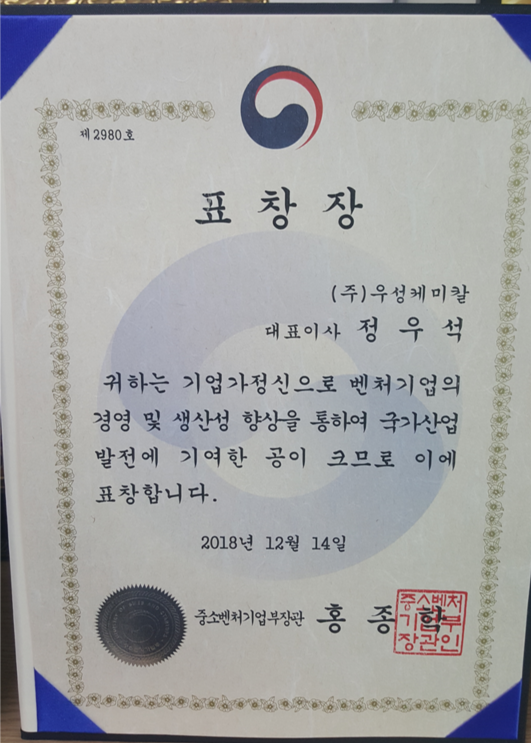 제2980호
표창장
(주)우성케미칼
대표이사 정우석
귀하는 기업가정신으로 벤처기업의
경영 및 생산성 향상을 통하여 국가산업
발전에 기여한 공이 크므로 이에
표창합니다.
2018년 12월 14일
중소벤처기업부장관 홍종학
중소벤처
기업부
장관인